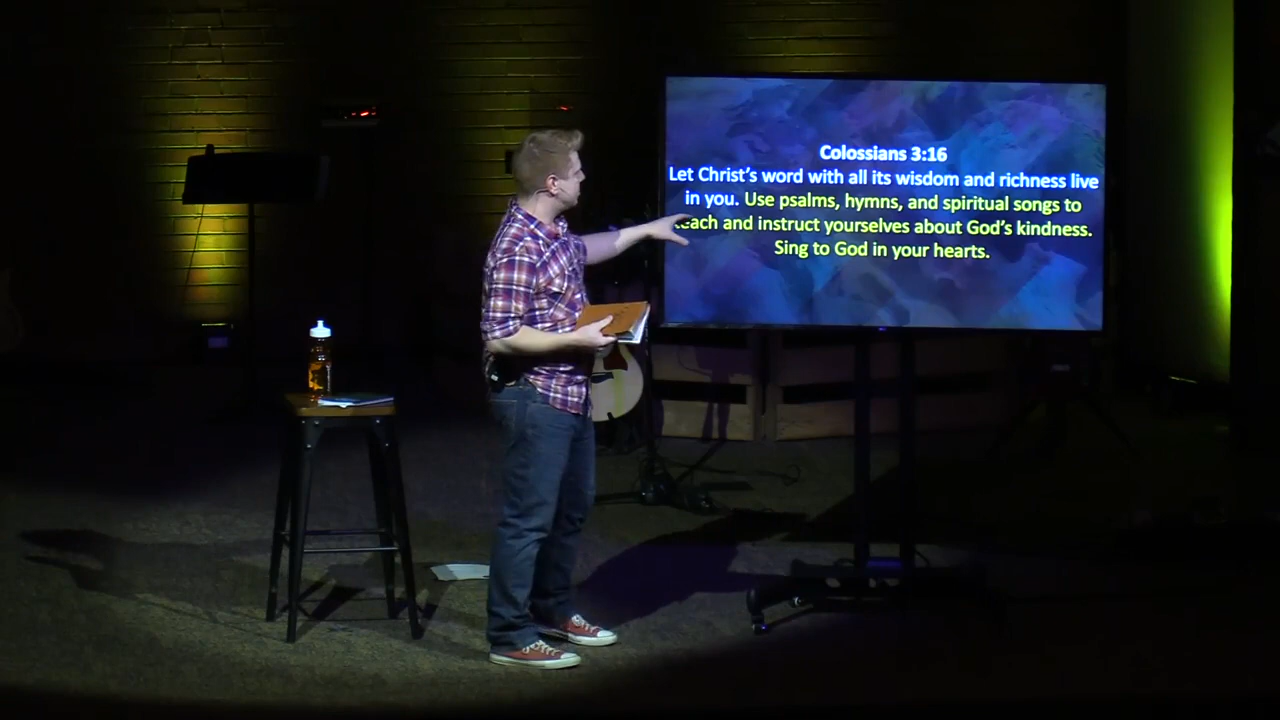 Colossians 3:16
Let Christ's word with all its wisdom and richness live
in you. Use psalms, hymns, and spiritual songs to
teach and instruct yourselves about God's kindness.
Sing to God in your hearts.